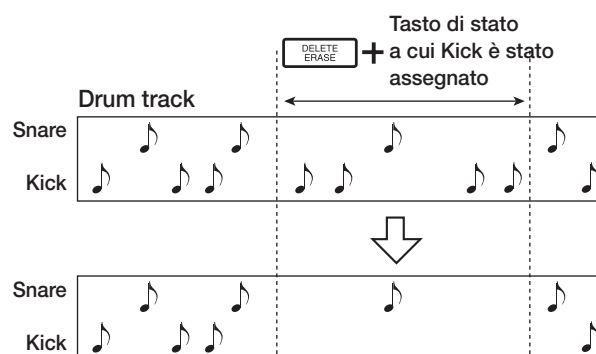 Tasto di stato
DELETE
ERASE
+
a cui Kick è stato
assegnato
Drum track
Snare
Kick
Snare
Kick